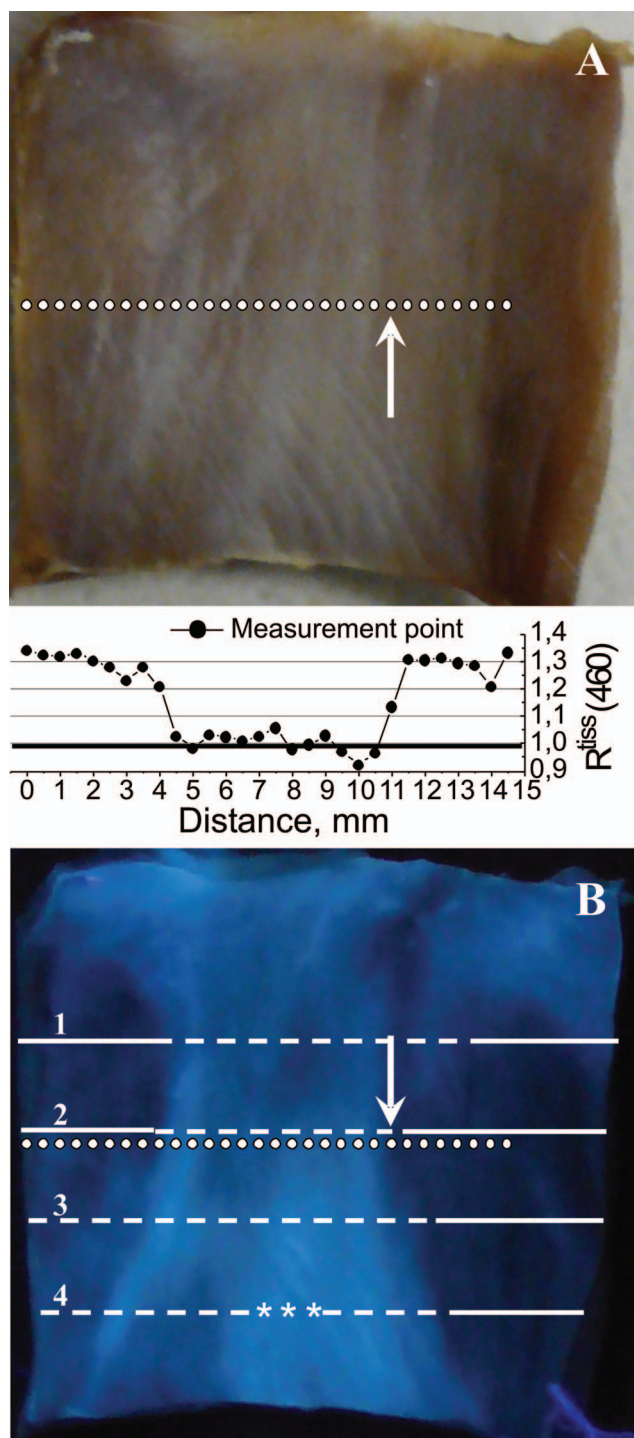 A
Measurement point
1,4
1,3
1,2
1,1
1,0
0,9
R^tiss (460)
0 1 2 3 4 5 6 7 8 9 10 11 12 13 14 15
Distance, mm
B
1
2
3
4
* * *